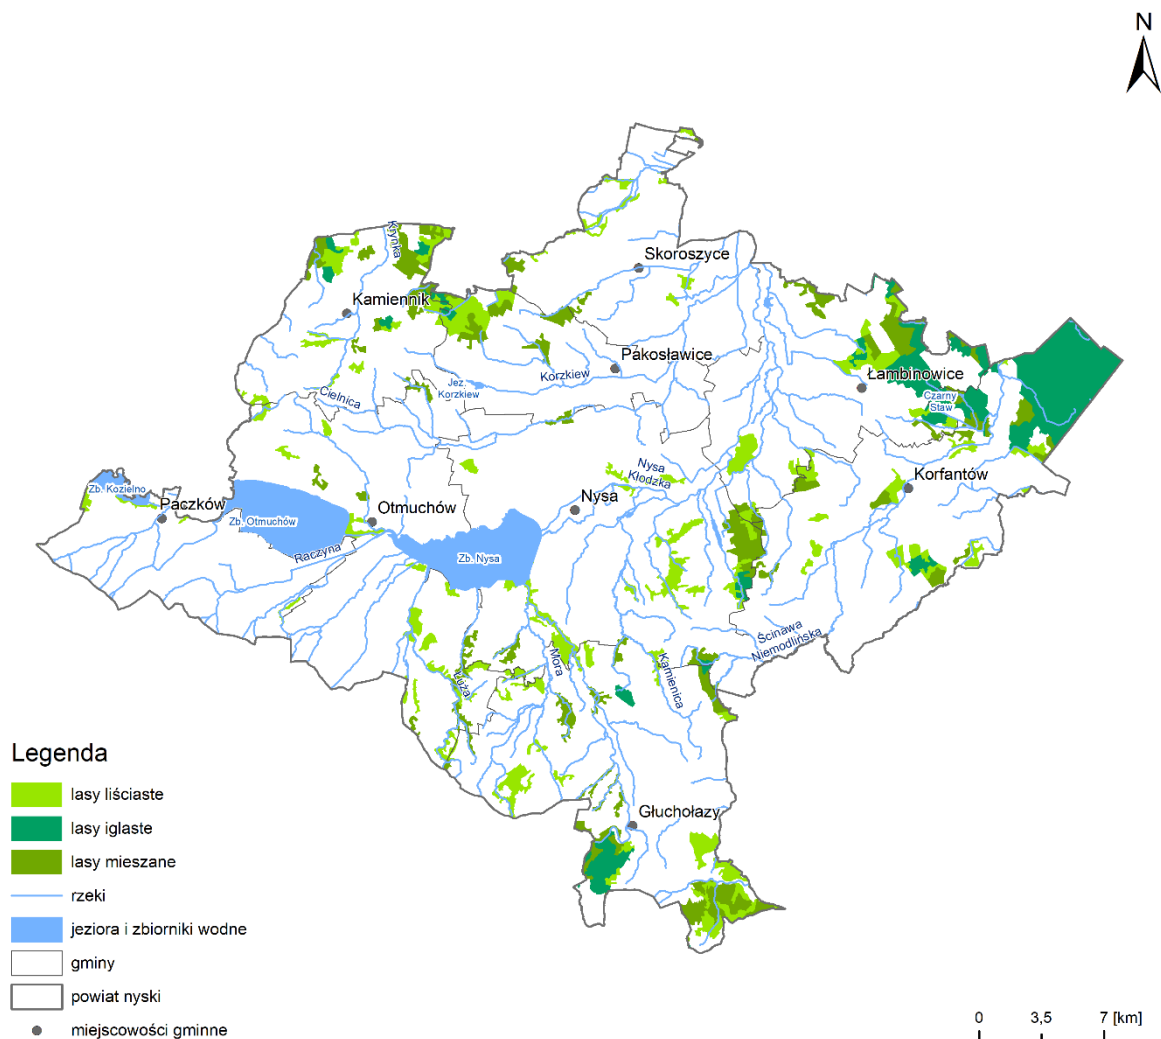 N
Krynka
Skoroszyce
Kamiennik
Pakosławice
Korzkiew
Jez
Korzkiew
Łambinowice
Czarny
Staw
Cielnica
Nysa
Kłodzka
Korfantów
Zb. Kozielno
Paczków
Otmuchów
Nysa
Zb. Otmuchów
Raczyna
Zb. Nysa
Ścinawa
Niemodlińska
Mora
Kamienica
Łuża
Głuchołazy
Legenda
lasy liściaste
lasy iglaste
lasy mieszane
rzeki
jeziora i zbiorniki wodne
gminy
powiat nyski
miejscowości gminne
0 3,5 7 [km]